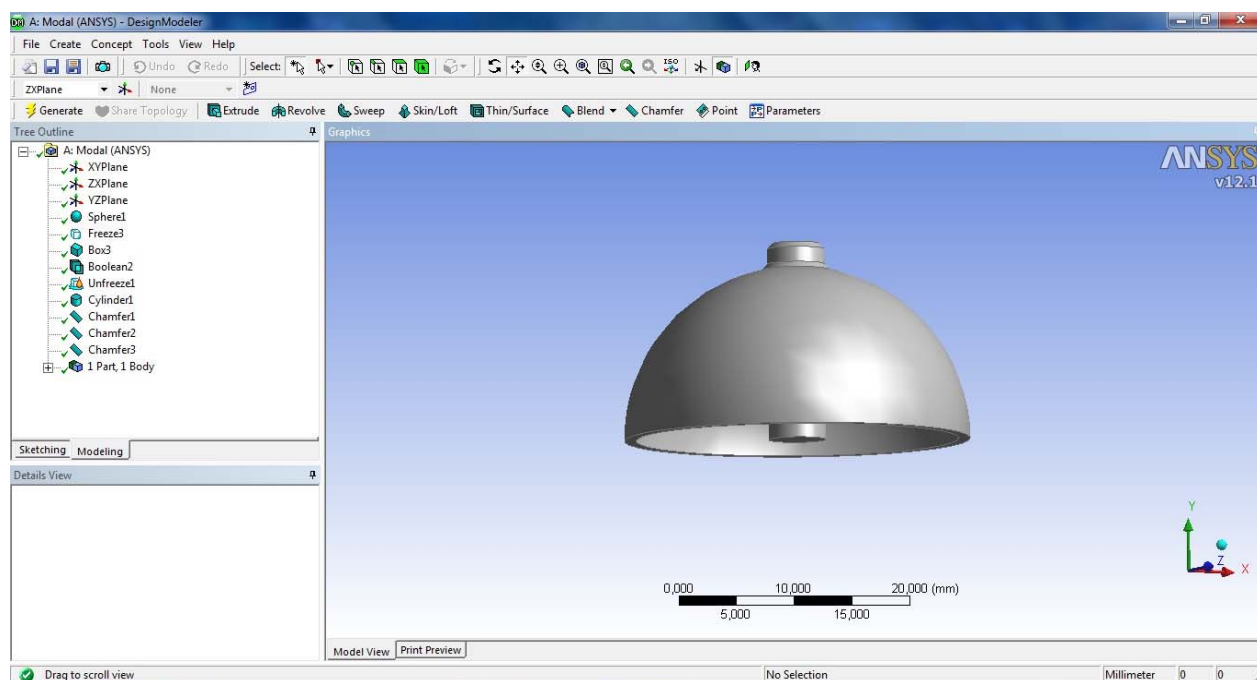 A: Modal (ANSYS) - DesignModeler
File Create Concept Tools View Help
Undo Redo Select:
ZXPlane None
Generate Share Topology Extrude Revolve Sweep Skin/Loft Thin/Surface Blend Chamfer Point Parameters
Tree Outline
A: Modal (ANSYS)
XYPlane
ZXPlane
YZPlane
Sphere1
Freeze3
Box3
Boolean2
Unfreeze1
Cylinder1
Chamfer1
Chamfer2
Chamfer3
1 Part, 1 Body
Sketching Modeling
Details View
Graphics
ANSYS
v12.1
Y
Z
X
0,000 10,000 20,000 (mm)
5,000 15,000
Model View Print Preview
Drag to scroll view No Selection Millimeter 0 0